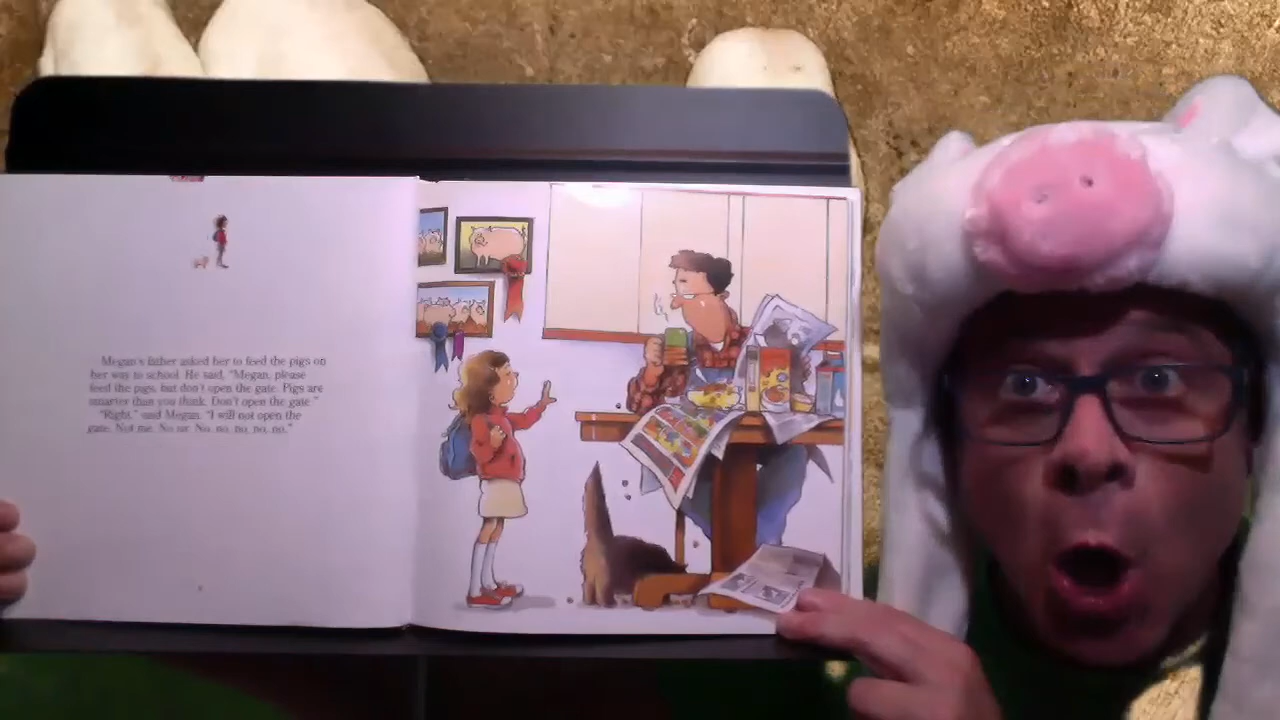 Megan's father asked her to feed the pigs on
her way to school. He said, "Megan, please
feed the pigs, but don't open the gate. Pigs are
smarter than you think. Don't open the gate."
"Right," said Megan. "I will not open the
gate. Not me. No sir. No, no, no, no, no."